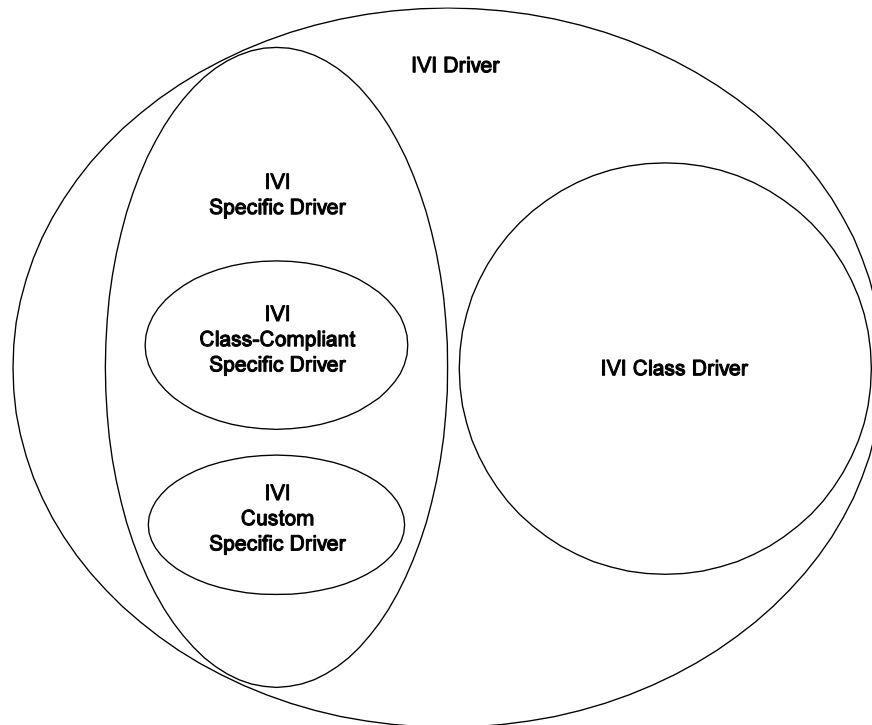 IVI Driver
IVI
Specific Driver
IVI
Class-Compliant
Specific Driver
IVI Class Driver
IVI
Custom
Specific Driver